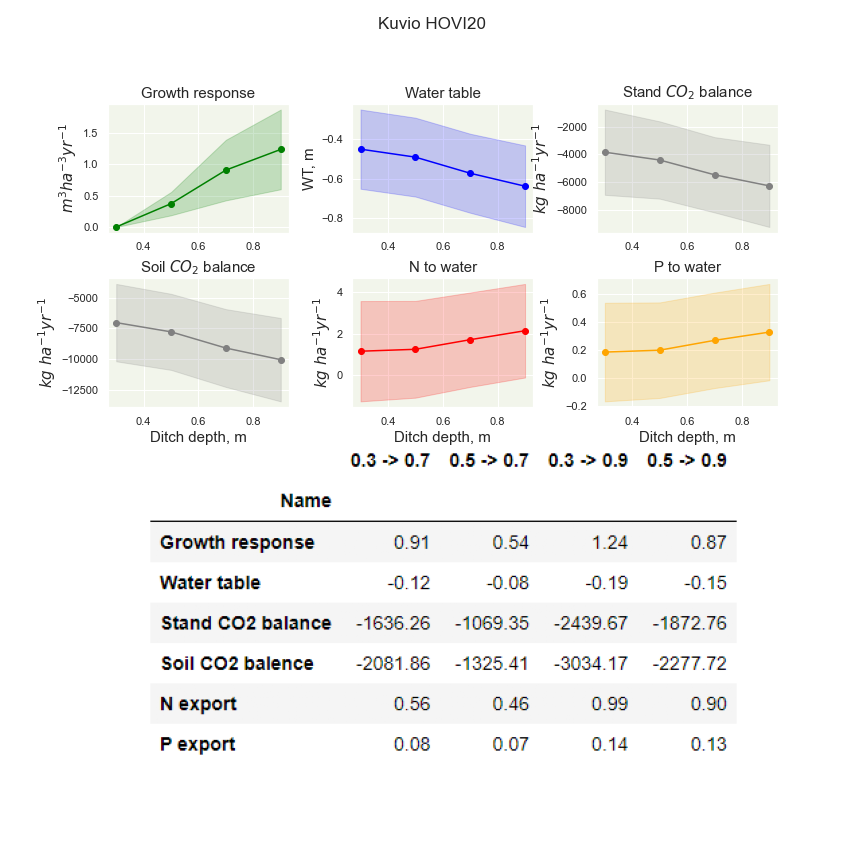 Kuvio HOVI20
Growth response
Water table
Stand CO2 balance
m³ha⁻³yr⁻¹
1.5
1.0
0.5
0.0
0.4 0.6 0.8
WT, m
−0.4
−0.6
−0.8
0.4 0.6 0.8
kg ha⁻¹yr⁻¹
−2000
−4000
−6000
−8000
0.4 0.6 0.8
Soil CO2 balance
N to water
P to water
kg ha⁻¹yr⁻¹
−5000
−7500
−10000
−12500
0.4 0.6 0.8
Ditch depth, m
kg ha⁻¹yr⁻¹
4
2
0
0.4 0.6 0.8
Ditch depth, m
kg ha⁻¹yr⁻¹
0.6
0.4
0.2
0.0
−0.2
0.4 0.6 0.8
Ditch depth, m
0.3 -> 0.7 0.5 -> 0.7 0.3 -> 0.9 0.5 -> 0.9
Name
Growth response 0.91 0.54 1.24 0.87
Water table -0.12 -0.08 -0.19 -0.15
Stand CO2 balance -1636.26 -1069.35 -2439.67 -1872.76
Soil CO2 balence -2081.86 -1325.41 -3034.17 -2277.72
N export 0.56 0.46 0.99 0.90
P export 0.08 0.07 0.14 0.13